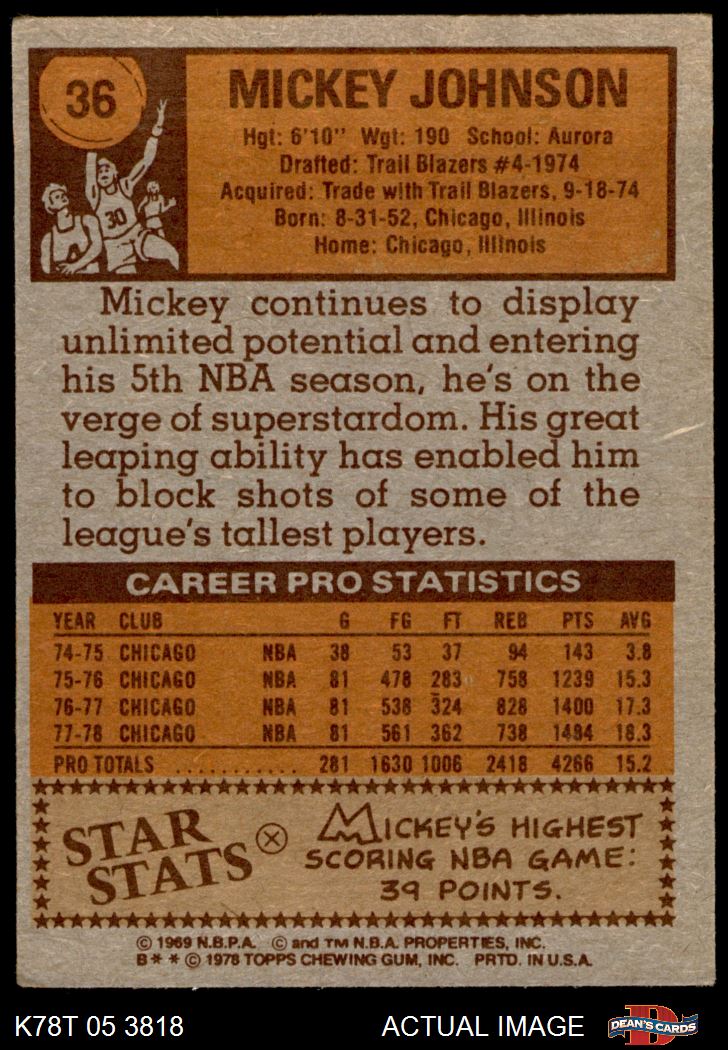 36
MICKEY JOHNSON
Hgt: 6'10" Wgt: 190 School: Aurora
Drafted: Trail Blazers #4-1974
Acquired: Trade with Trail Blazers, 9-18-74
Born: 8-31-52, Chicago, Illinois
Home: Chicago, Illinois
30
Mickey continues to display
unlimited potential and entering
his 5th NBA season, he's on the
verge of superstardom. His great
leaping ability has enabled him
to block shots of some of the
league's tallest players.
CAREER PRO STATISTICS
YEAR CLUB G FG FT REB PTS AVG
74-75 CHICAGO NBA 38 53 37 94 143 3.8
75-76 CHICAGO NBA 81 478 283 758 1239 15.3
76-77 CHICAGO NBA 81 538 324 828 1400 17.3
77-78 CHICAGO NBA 81 561 362 738 1484 18.3
PRO TOTALS ........... 281 1630 1006 2418 4266 15.2
STAR STATS
MICKEY'S HIGHEST
SCORING NBA GAME:
39 POINTS.
© 1969 N.B.P.A. © and TM N.B.A. PROPERTIES, INC.
B* * © 1978 TOPPS CHEWING GUM, INC. PRTD. IN U.S.A.
K78T 05 3818 ACTUAL IMAGE D DEAN'S CARDS